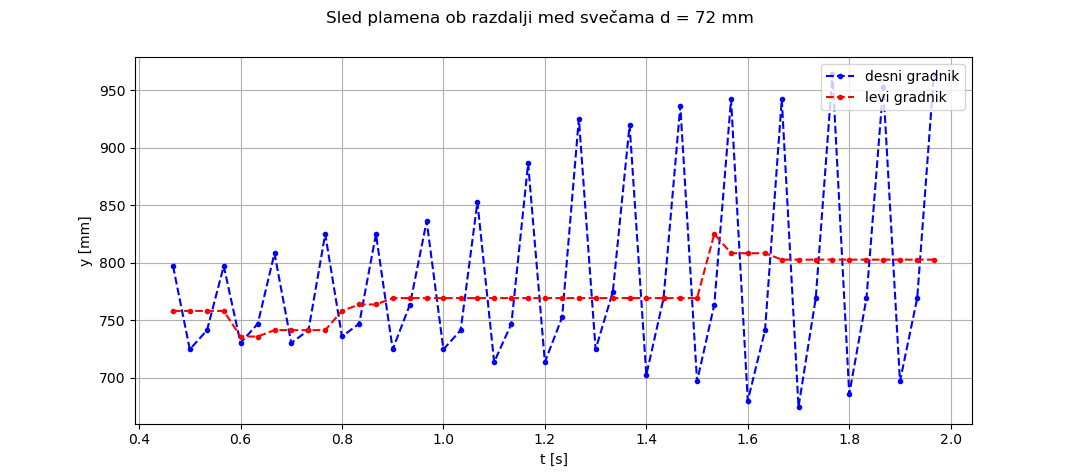 Sled plamena ob razdalji med svečama d = 72 mm
desni gradnik
levi gradnik
y [mm]
950
900
850
800
750
700
0.4 0.6 0.8 1.0 1.2 1.4 1.6 1.8 2.0
t [s]